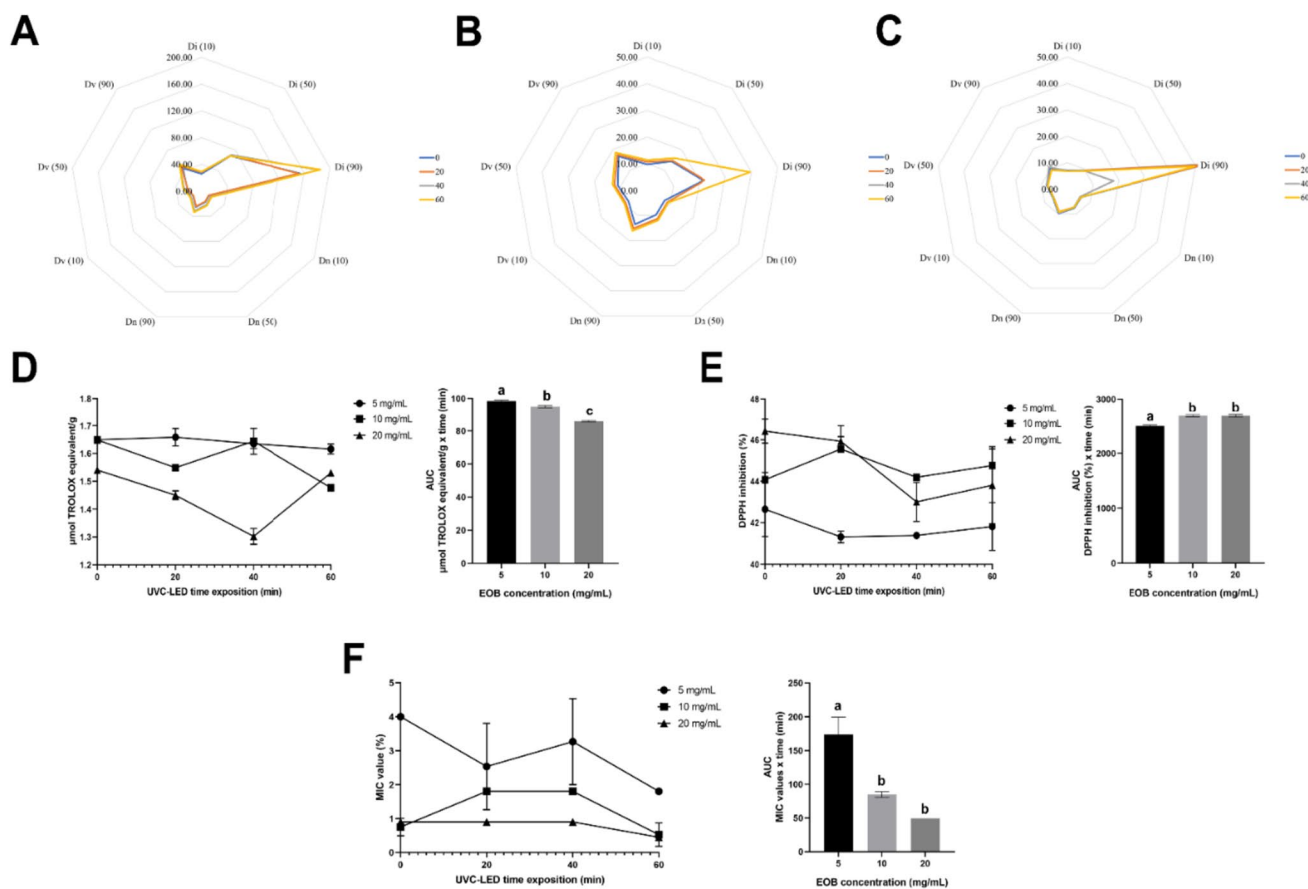 A
Di (10)
200.00
160.00
120.00
80.00
40.00
0.00
Di (50)
Di (90)
Dn (10)
Dn (50)
Dn (90)
Dv (10)
Dv (50)
Dv (90)
0
20
40
60
B
Di (10)
50.00
40.00
30.00
20.00
10.00
0.00
Di (50)
Di (90)
Dn (10)
Dn (50)
Dn (90)
Dv (10)
Dv (50)
Dv (90)
0
20
40
60
C
Di (10)
50.00
40.00
30.00
20.00
10.00
0.00
Di (50)
Di (90)
Dn (10)
Dn (50)
Dn (90)
Dv (10)
Dv (50)
Dv (90)
0
20
40
60
D
µmol TROLOX equivalent/g
1.8
1.7
1.6
1.5
1.4
1.3
1.2
0
20
40
60
UVC-LED time exposition (min)
5 mg/mL
10 mg/mL
20 mg/mL
AUC
µmol TROLOX equivalent/g x time (min)
100
80
60
40
20
0
a
b
c
5
10
20
EOB concentration (mg/mL)
E
DPPH inhibition (%)
48
46
44
42
40
0
20
40
60
UVC-LED time exposition (min)
5 mg/mL
10 mg/mL
20 mg/mL
AUC
DPPH inhibition (%) x time (min)
3000
2000
1000
0
a
b
b
5
10
20
EOB concentration (mg/mL)
F
MIC value (%)
5
4
3
2
1
0
0
20
40
60
UVC-LED time exposition (min)
5 mg/mL
10 mg/mL
20 mg/mL
AUC
MIC values x time (min)
250
200
150
100
50
0
a
b
b
5
10
20
EOB concentration (mg/mL)